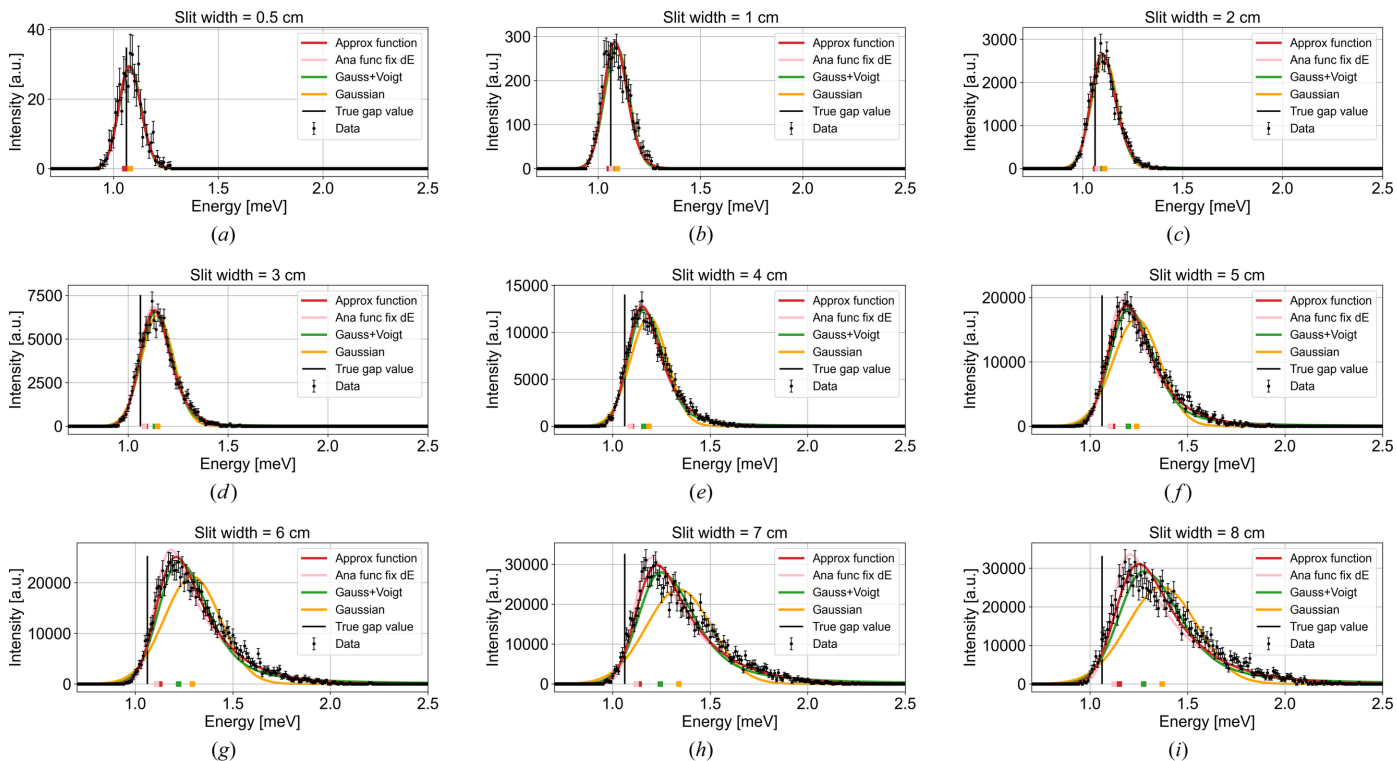 Slit width = 0.5 cm
Intensity [a.u.]
40
20
0
Approx function
Ana func fix dE
Gauss+Voigt
Gaussian
True gap value
Data
1.0 1.5 2.0 2.5
Energy [meV]
(a)
Slit width = 1 cm
Intensity [a.u.]
300
200
100
0
Approx function
Ana func fix dE
Gauss+Voigt
Gaussian
True gap value
Data
1.0 1.5 2.0 2.5
Energy [meV]
(b)
Slit width = 2 cm
Intensity [a.u.]
3000
2000
1000
0
Approx function
Ana func fix dE
Gauss+Voigt
Gaussian
True gap value
Data
1.0 1.5 2.0 2.5
Energy [meV]
(c)
Slit width = 3 cm
Intensity [a.u.]
7500
5000
2500
0
Approx function
Ana func fix dE
Gauss+Voigt
Gaussian
True gap value
Data
1.0 1.5 2.0 2.5
Energy [meV]
(d)
Slit width = 4 cm
Intensity [a.u.]
15000
10000
5000
0
Approx function
Ana func fix dE
Gauss+Voigt
Gaussian
True gap value
Data
1.0 1.5 2.0 2.5
Energy [meV]
(e)
Slit width = 5 cm
Intensity [a.u.]
20000
10000
0
Approx function
Ana func fix dE
Gauss+Voigt
Gaussian
True gap value
Data
1.0 1.5 2.0 2.5
Energy [meV]
(f)
Slit width = 6 cm
Intensity [a.u.]
20000
10000
0
Approx function
Ana func fix dE
Gauss+Voigt
Gaussian
True gap value
Data
1.0 1.5 2.0 2.5
Energy [meV]
(g)
Slit width = 7 cm
Intensity [a.u.]
30000
20000
10000
0
Approx function
Ana func fix dE
Gauss+Voigt
Gaussian
True gap value
Data
1.0 1.5 2.0 2.5
Energy [meV]
(h)
Slit width = 8 cm
Intensity [a.u.]
30000
20000
10000
0
Approx function
Ana func fix dE
Gauss+Voigt
Gaussian
True gap value
Data
1.0 1.5 2.0 2.5
Energy [meV]
(i)